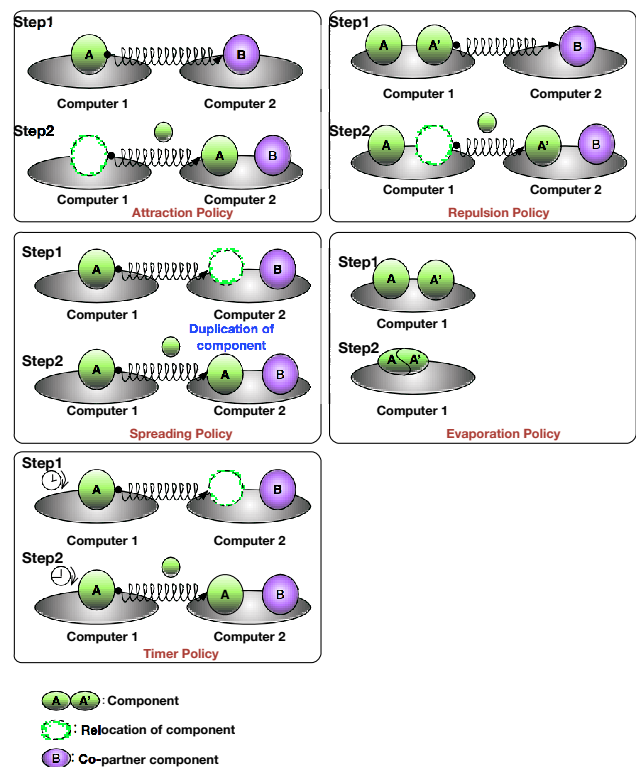 Step1
A
B
Computer 1
Computer 2
Step2
A
B
Computer 1
Computer 2
Attraction Policy
Step1
A
A'
B
Computer 1
Computer 2
Step2
A
A'
B
Computer 1
Computer 2
Repulsion Policy
Step1
A
B
Computer 1
Computer 2
Duplication of
component
Step2
A
B
Computer 1
Computer 2
Spreading Policy
Step1
A
A'
Computer 1
Step2
A
A'
Computer 1
Evaporation Policy
Step1
A
B
Computer 1
Computer 2
Step2
A
B
Computer 1
Computer 2
Timer Policy
A A' : Component
: Relocation of component
B : Co-partner component